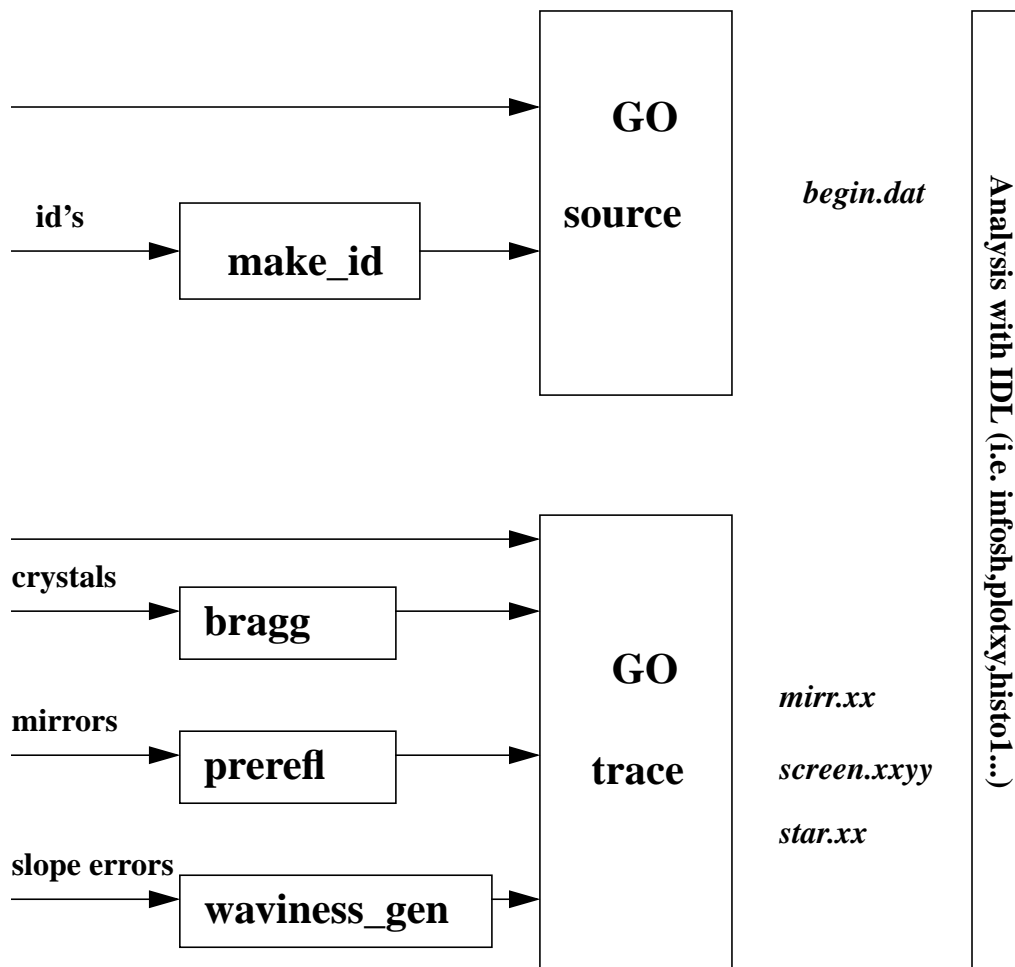 GO
source
id's
make_id
begin.dat
crystals
bragg
mirrors
prerefl
slope errors
waviness_gen
GO
trace
mirr.xx
screen.xxyy
star.xx
Analysis with IDL (i.e. infosh,plotxy,histo1...)